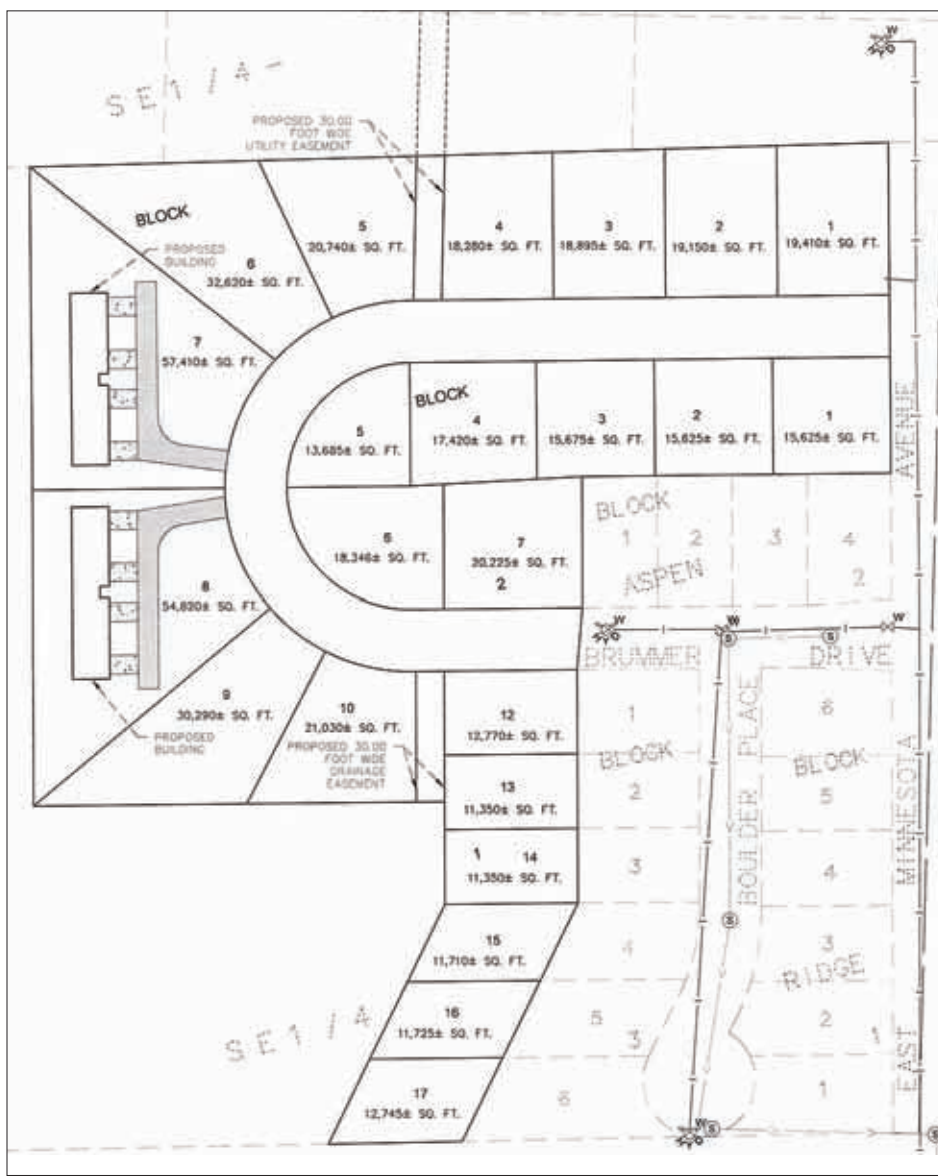 W
SE1/4-
PROPOSED 30.00
FOOT WIDE
UTILITY EASEMENT
BLOCK
PROPOSED
BUILDING
5
20,740± SQ. FT.
4
18,280± SQ. FT.
3
18,895± SQ. FT.
2
19,150± SQ. FT.
1
19,410± SQ. FT.
6
32,620± SQ. FT.
7
57,410± SQ. FT.
BLOCK
5
13,685± SQ. FT.
4
17,420± SQ. FT.
3
15,675± SQ. FT.
2
15,625± SQ. FT.
1
15,625± SQ. FT.
6
18,346± SQ. FT.
7
20,225± SQ. FT.
2
BLOCK
1
2
3
4
ASPEN
2
8
54,820± SQ. FT.
9
30,290± SQ. FT.
PROPOSED
BUILDING
10
21,030± SQ. FT.
PROPOSED 30.00
FOOT WIDE
DRAINAGE
EASEMENT
W
W
W
S
S
BRUMMER
DRIVE
12
12,770± SQ. FT.
13
11,350± SQ. FT.
1
14
11,350± SQ. FT.
15
11,710± SQ. FT.
16
11,725± SQ. FT.
17
12,745± SQ. FT.
1
BLOCK
2
3
4
5
3
6
BOULDER PLACE
6
BLOCK
5
4
3
RIDGE
2
1
1
S
W
S
S
EAST MINNESOTA AVENUE
SE1/4